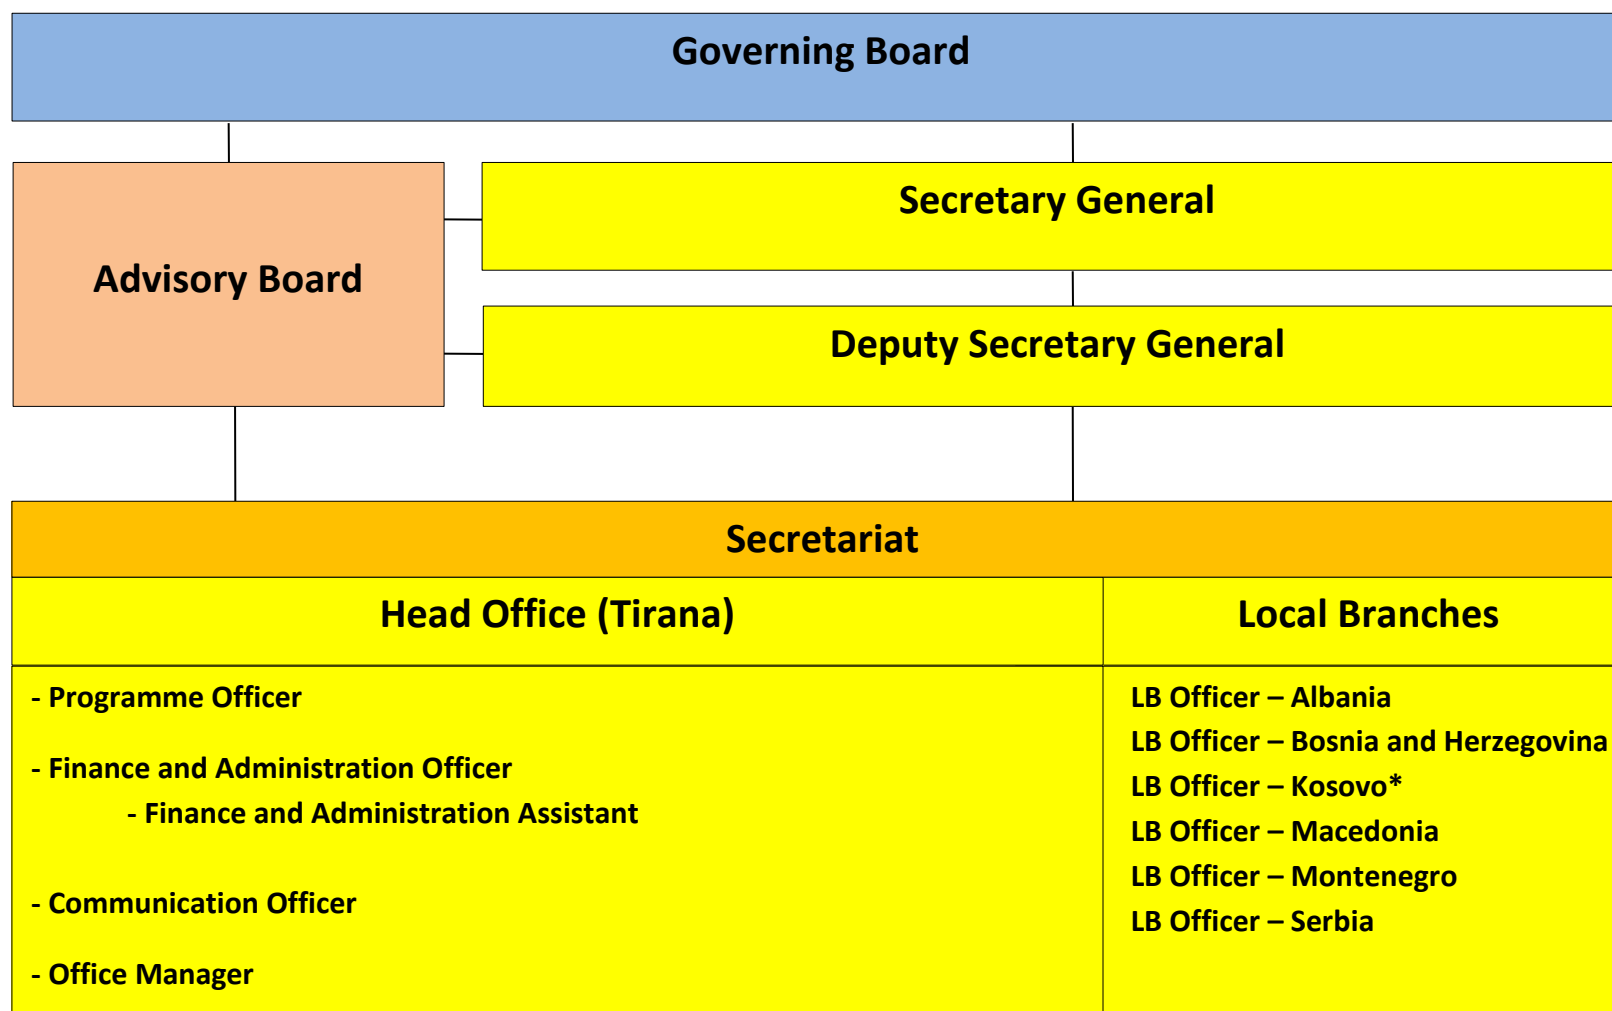 Governing Board
Secretary General
Advisory Board
Deputy Secretary General
Secretariat
Head Office (Tirana)
Local Branches
- Programme Officer
- Finance and Administration Officer
- Finance and Administration Assistant
- Communication Officer
- Office Manager
LB Officer – Albania
LB Officer – Bosnia and Herzegovina
LB Officer – Kosovo*
LB Officer – Macedonia
LB Officer – Montenegro
LB Officer – Serbia